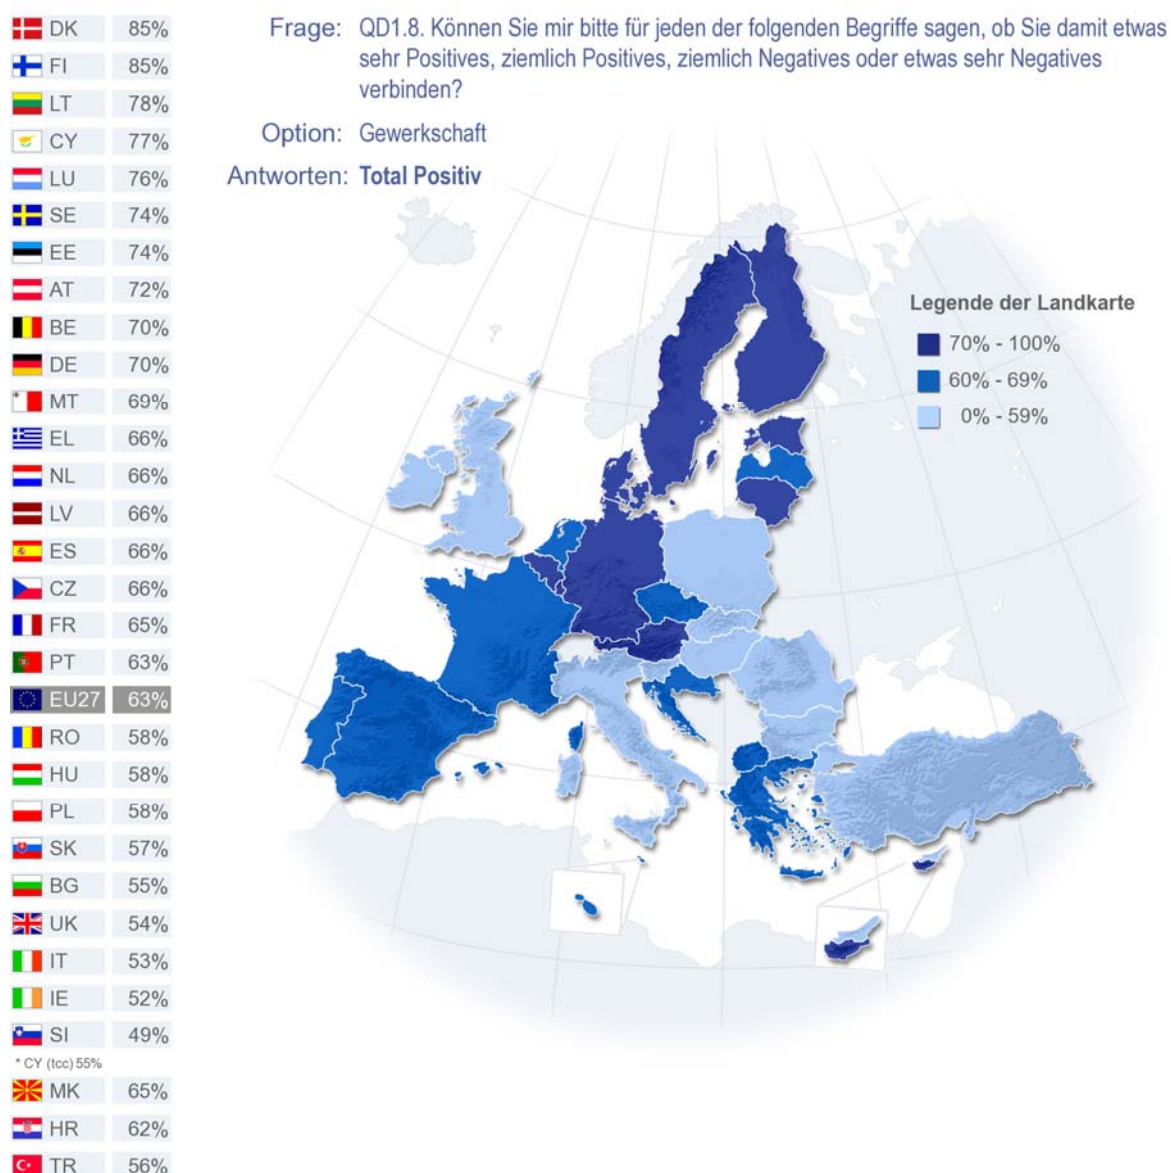 Frage: QD1.8. Können Sie mir bitte für jeden der folgenden Begriffe sagen, ob Sie damit etwas
sehr Positives, ziemlich Positives, ziemlich Negatives oder etwas sehr Negatives
verbinden?
Option: Gewerkschaft
Antworten: Total Positiv
DK 85%
FI 85%
LT 78%
CY 77%
LU 76%
SE 74%
EE 74%
AT 72%
BE 70%
DE 70%
MT 69%
EL 66%
NL 66%
LV 66%
ES 66%
CZ 66%
FR 65%
PT 63%
EU27 63%
RO 58%
HU 58%
PL 58%
SK 57%
BG 55%
UK 54%
IT 53%
IE 52%
SI 49%
* CY (tcc) 55%
MK 65%
HR 62%
TR 56%
Legende der Landkarte
70% - 100%
60% - 69%
0% - 59%